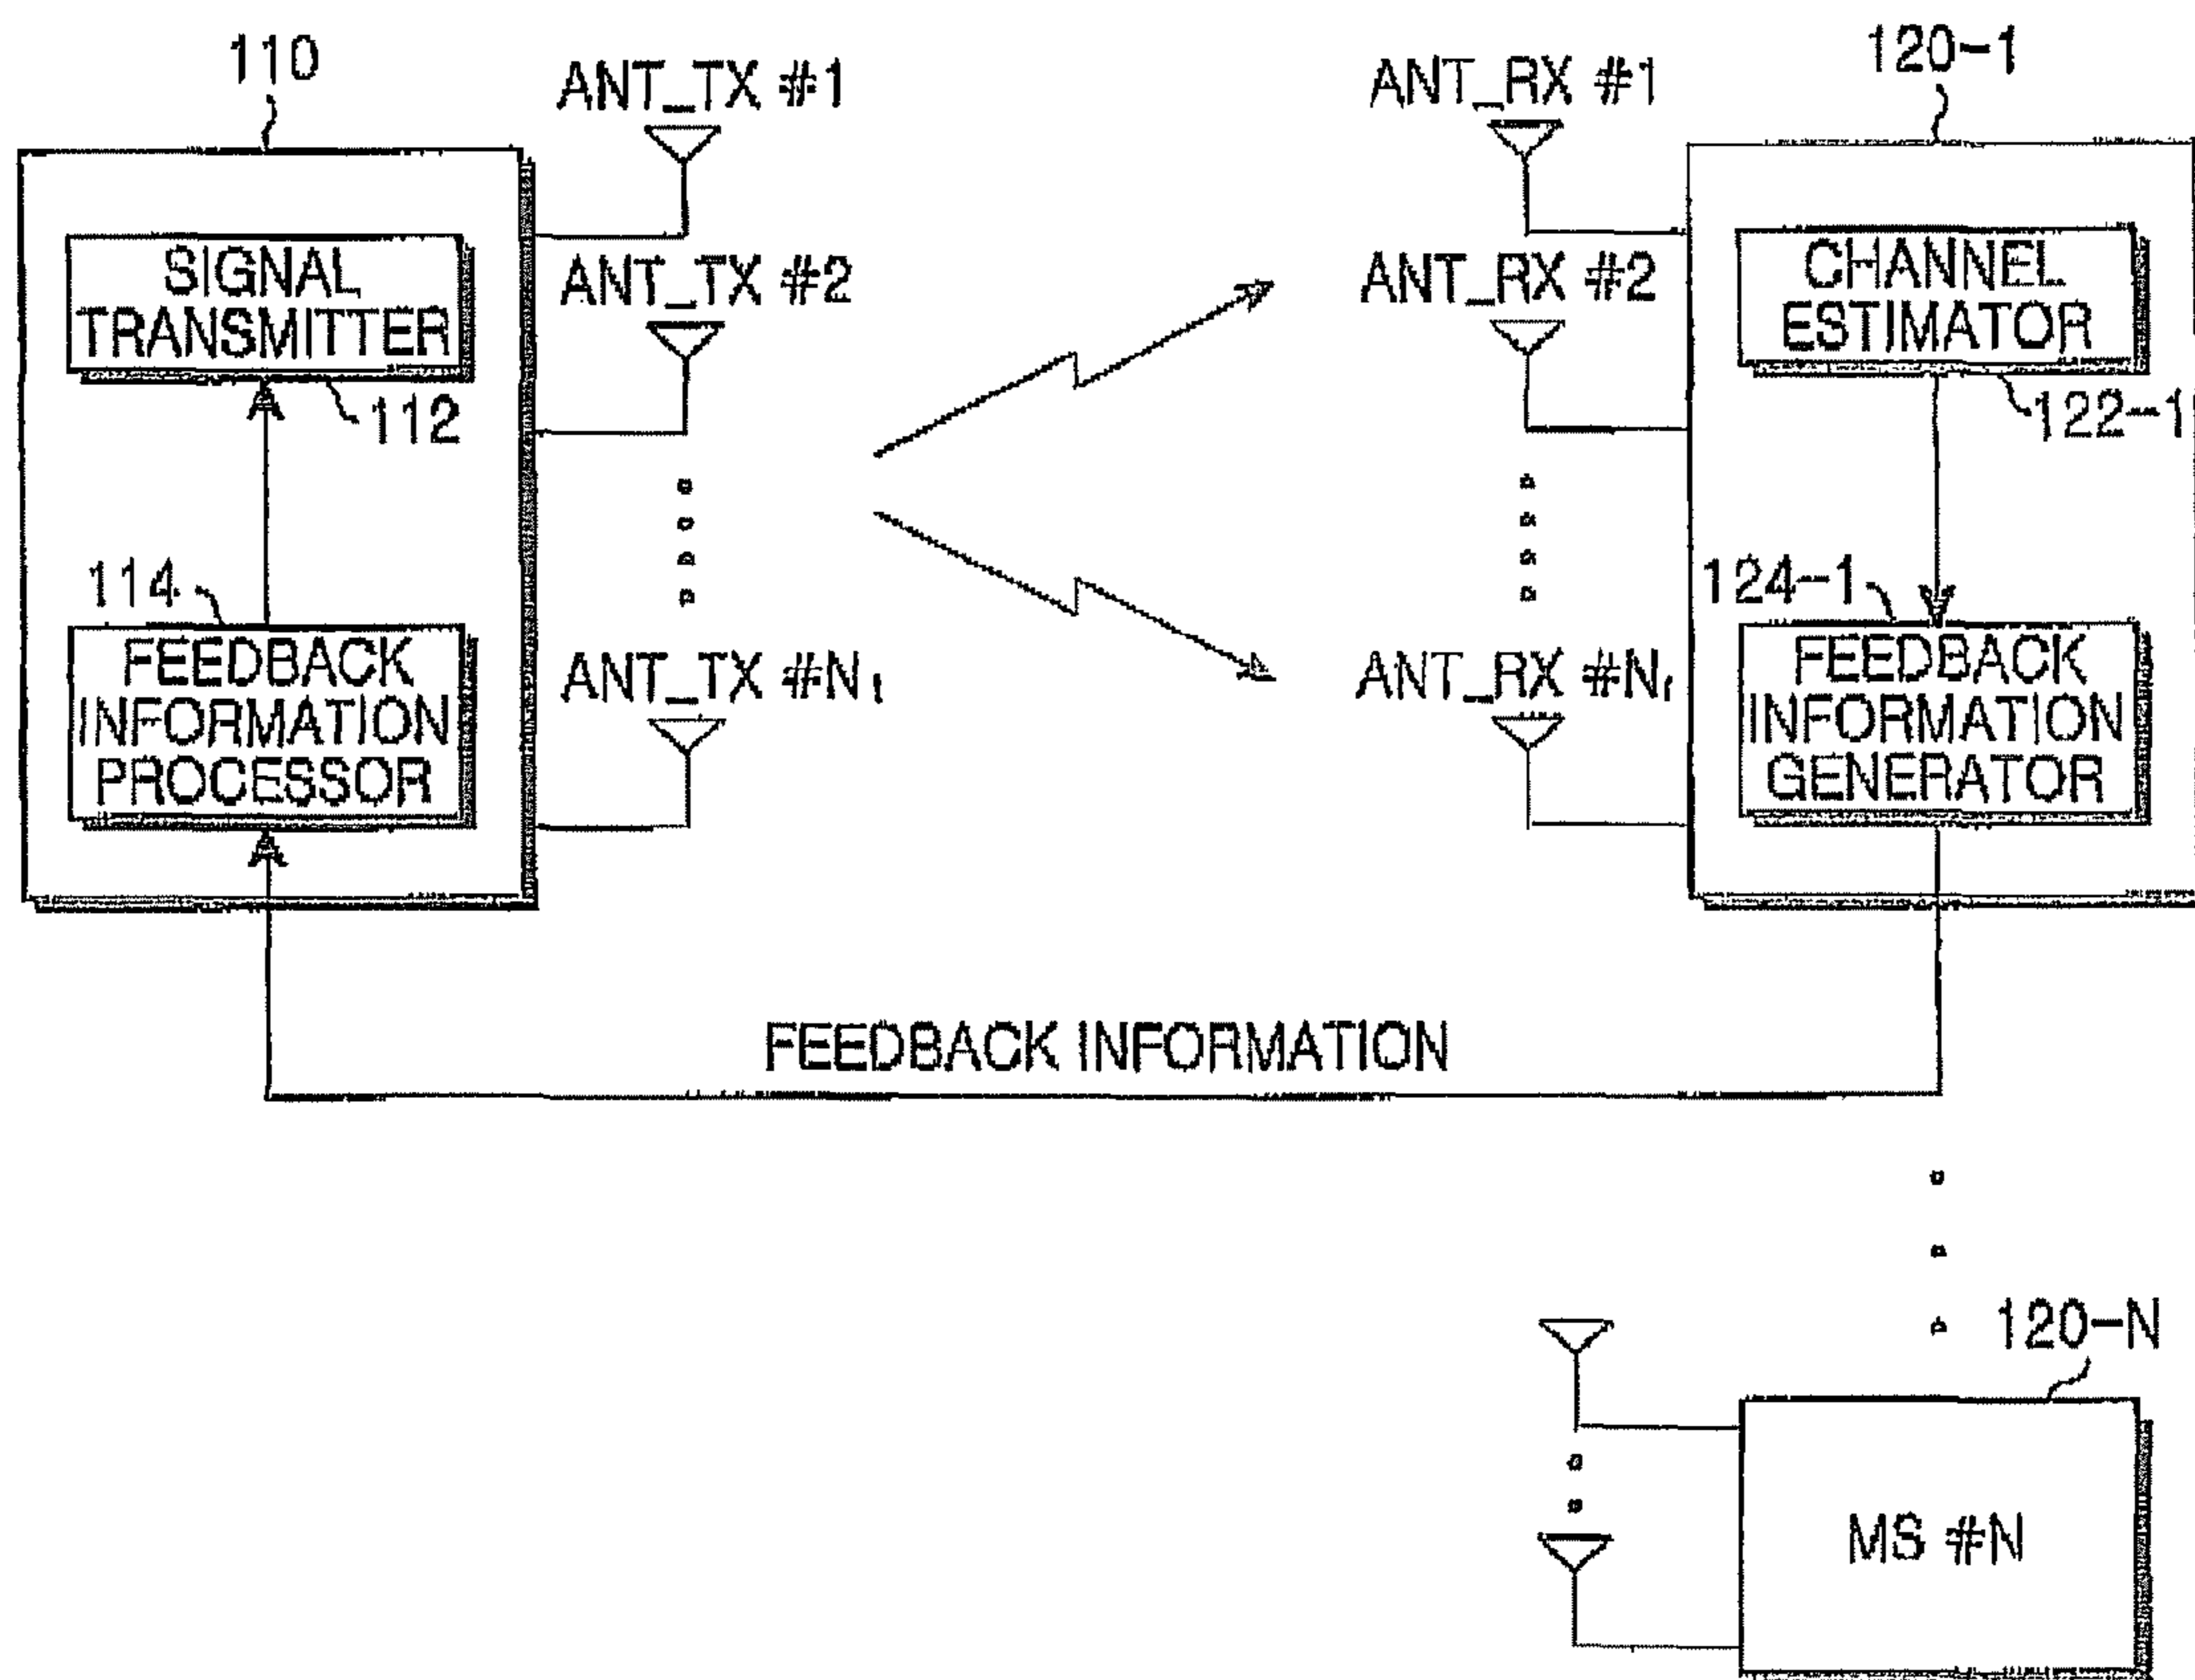 110
ANT_TX #1
ANT_RX #1
120-1
SIGNAL
TRANSMITTER
112
ANT_TX #2
ANT_RX #2
CHANNEL
ESTIMATOR
122-1
114
FEEDBACK
INFORMATION
PROCESSOR
ANT_TX #Nt
ANT_RX #Nr
124-1
FEEDBACK
INFORMATION
GENERATOR
FEEDBACK INFORMATION
120-N
MS #N